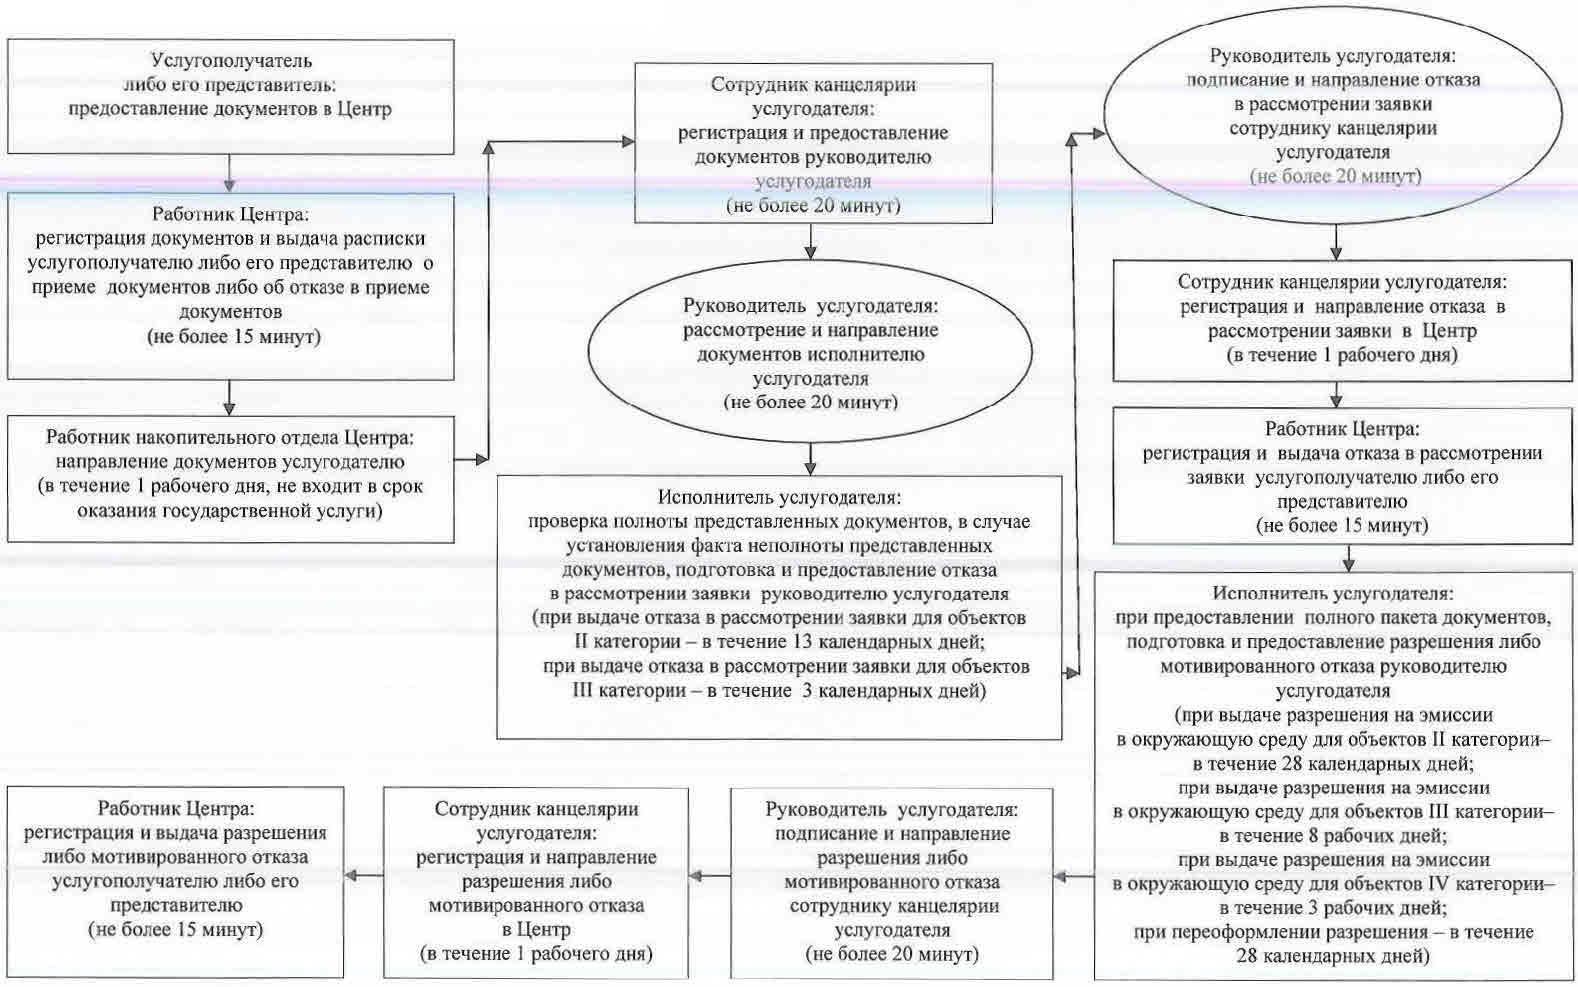 Услугополучатель
либо его представитель:
предоставление документов в Центр
Работник Центра:
регистрация документов и выдача расписки
услугополучателю либо его представителю о
приеме документов либо об отказе в приеме
документов
(не более 15 минут)
Работник накопительного отдела Центра:
направление документов услугодателю
(в течение 1 рабочего дня, не входит в срок
оказания государственной услуги)
Сотрудник канцелярии
услугодателя:
регистрация и предоставление
документов руководителю
услугодателя
(не более 20 минут)
Руководитель услугодателя:
рассмотрение и направление
документов исполнителю
услугодателя
(не более 20 минут)
Исполнитель услугодателя:
проверка полноты представленных документов, в случае
установления факта неполноты представленных
документов, подготовка и предоставление отказа
в рассмотрении заявки руководителю услугодателя
(при выдаче отказа в рассмотрении заявки для объектов
II категории – в течение 13 календарных дней;
при выдаче отказа в рассмотрении заявки для объектов
III категории – в течение 3 календарных дней)
Руководитель услугодателя:
подписание и направление отказа
в рассмотрении заявки
сотруднику канцелярии
услугодателя
(не более 20 минут)
Сотрудник канцелярии услугодателя:
регистрация и направление отказа в
рассмотрении заявки в Центр
(в течение 1 рабочего дня)
Работник Центра:
регистрация и выдача отказа в рассмотрении
заявки услугополучателю либо его
представителю
(не более 15 минут)
Исполнитель услугодателя:
при предоставлении полного пакета документов,
подготовка и предоставление разрешения либо
мотивированного отказа руководителю
услугодателя
(при выдаче разрешения на эмиссии
в окружающую среду для объектов II категории–
в течение 28 календарных дней;
при выдаче разрешения на эмиссии
в окружающую среду для объектов III категории–
в течение 8 рабочих дней;
при выдаче разрешения на эмиссии
в окружающую среду для объектов IV категории–
в течение 3 рабочих дней;
при переоформлении разрешения – в течение
28 календарных дней)
Руководитель услугодателя:
подписание и направление
разрешения либо
мотивированного отказа
сотруднику канцелярии
услугодателя
(не более 20 минут)
Сотрудник канцелярии
услугодателя:
регистрация и направление
разрешения либо
мотивированного отказа
в Центр
(в течение 1 рабочего дня)
Работник Центра:
регистрация и выдача разрешения
либо мотивированного отказа
услугополучателю либо его
представителю
(не более 15 минут)